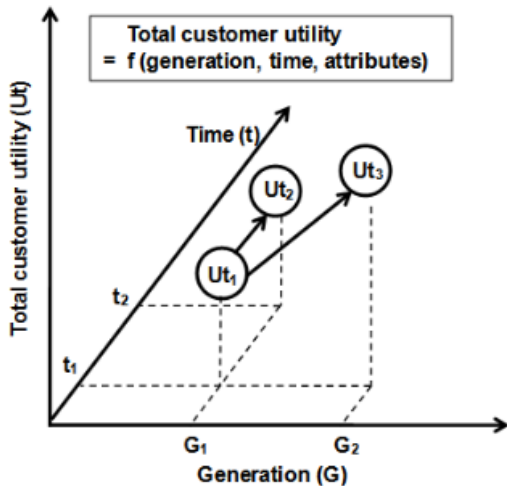 Total customer utility
= f (generation, time, attributes)
Total customer utility (Ut)
Time (t)
Ut₃
Ut₂
Ut₁
t₂
t₁
G₁
G₂
Generation (G)